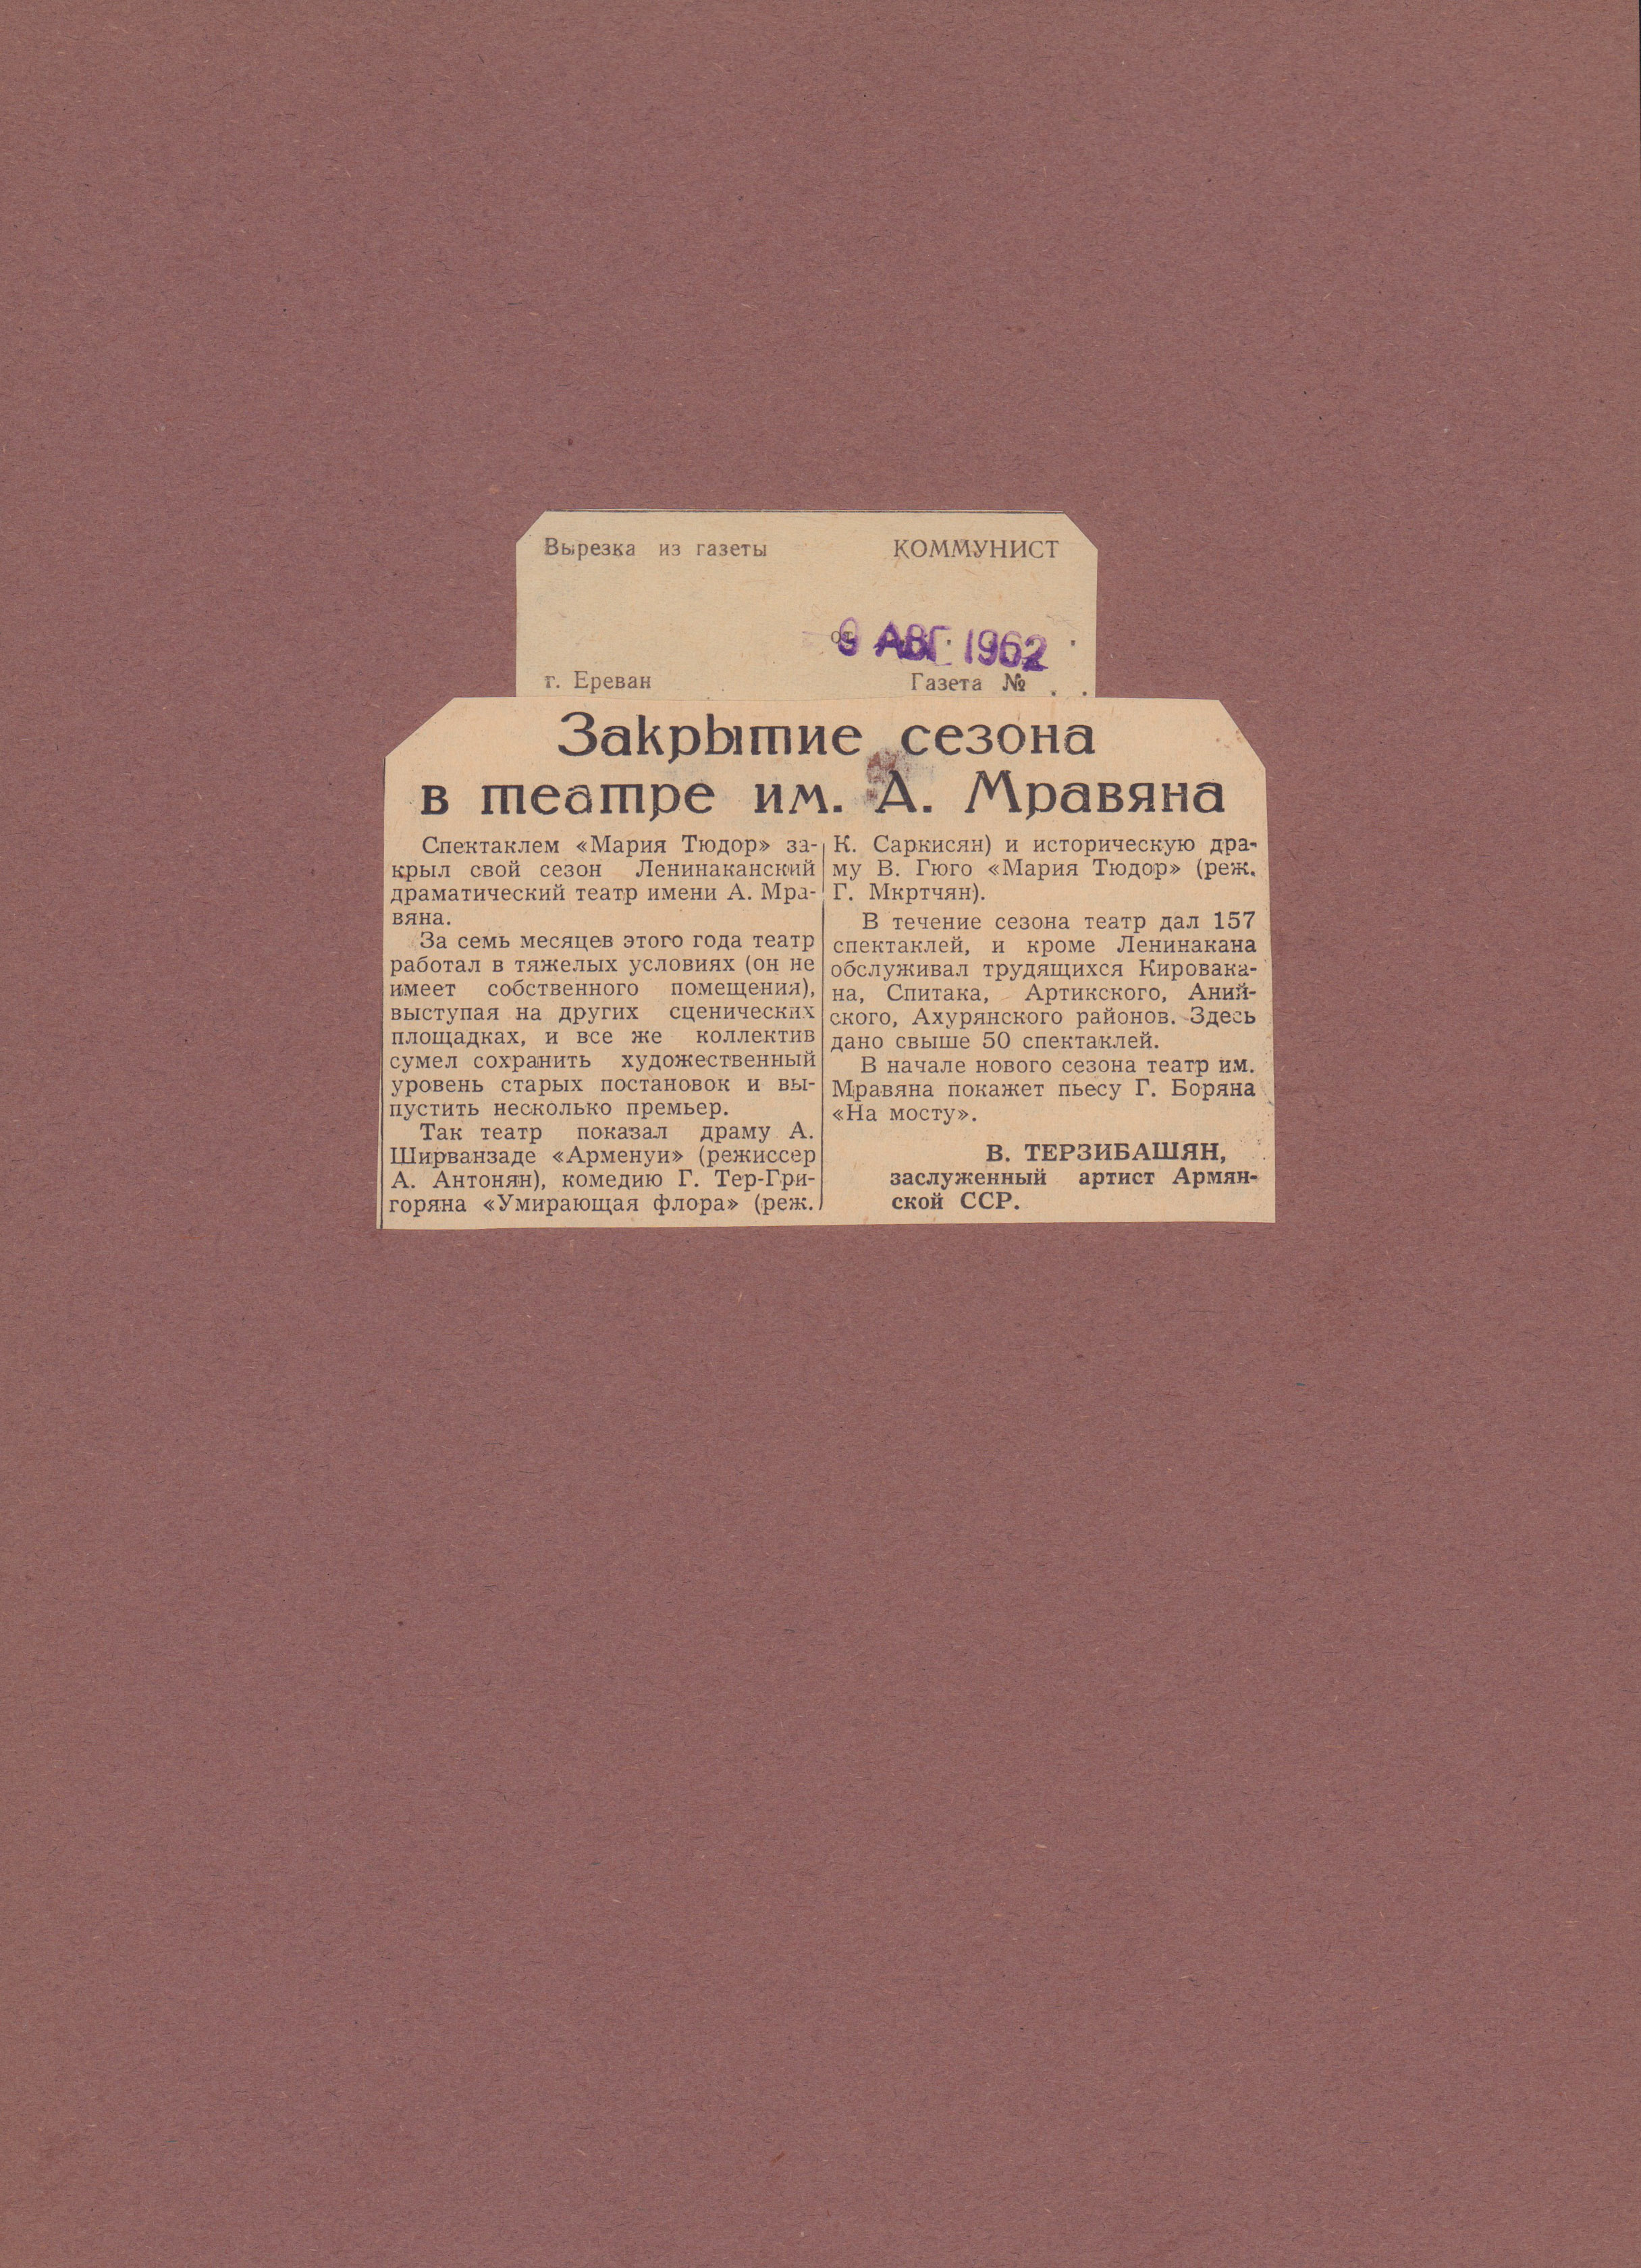 Вырезка из газеты КОММУНИСТ
от 9 АВГ. 1962
г. Ереван Газета №
Закрытие сезона
в театре им. А. Мравяна
Спектаклем «Мария Тюдор» за-
крыл свой сезон Ленинаканский
драматический театр имени А. Мра-
вяна.
За семь месяцев этого года театр
работал в тяжелых условиях (он не
имеет собственного помещения),
выступая на других сценических
площадках, и все же коллектив
сумел сохранить художественный
уровень старых постановок и вы-
пустить несколько премьер.
Так театр показал драму А.
Ширванзаде «Арменуи» (режиссер
А. Антонян), комедию Г. Тер-Гри-
горяна «Умирающая флора» (реж.
К. Саркисян) и историческую дра-
му В. Гюго «Мария Тюдор» (реж.
Г. Мкртчян).
В течение сезона театр дал 157
спектаклей, и кроме Ленинакана
обслуживал трудящихся Кировака-
на, Спитака, Артикского, Аний-
ского, Ахурянского районов. Здесь
дано свыше 50 спектаклей.
В начале нового сезона театр им.
Мравяна покажет пьесу Г. Боряна
«На мосту».
В. ТЕРЗИБАШЯН,
заслуженный артист Армян-
ской ССР.